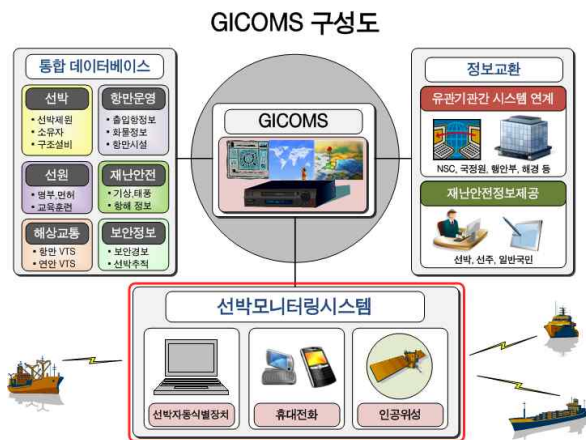 GICOMS 구성도
통합 데이터베이스
선박
• 선박제원
• 소유자
• 구조설비
항만운영
• 출입항정보
• 화물정보
• 항만시설
선원
• 명부,면허
• 교육훈련
재난안전
• 기상,태풍
• 항해 정보
해상교통
• 항만 VTS
• 연안 VTS
보안정보
• 보안경보
• 선박추적
GICOMS
정보교환
유관기관간 시스템 연계
NSC, 국정원, 행안부, 해경 등
재난안전정보제공
선박, 선주, 일반국민
선박모니터링시스템
선박자동식별장치
휴대전화
인공위성